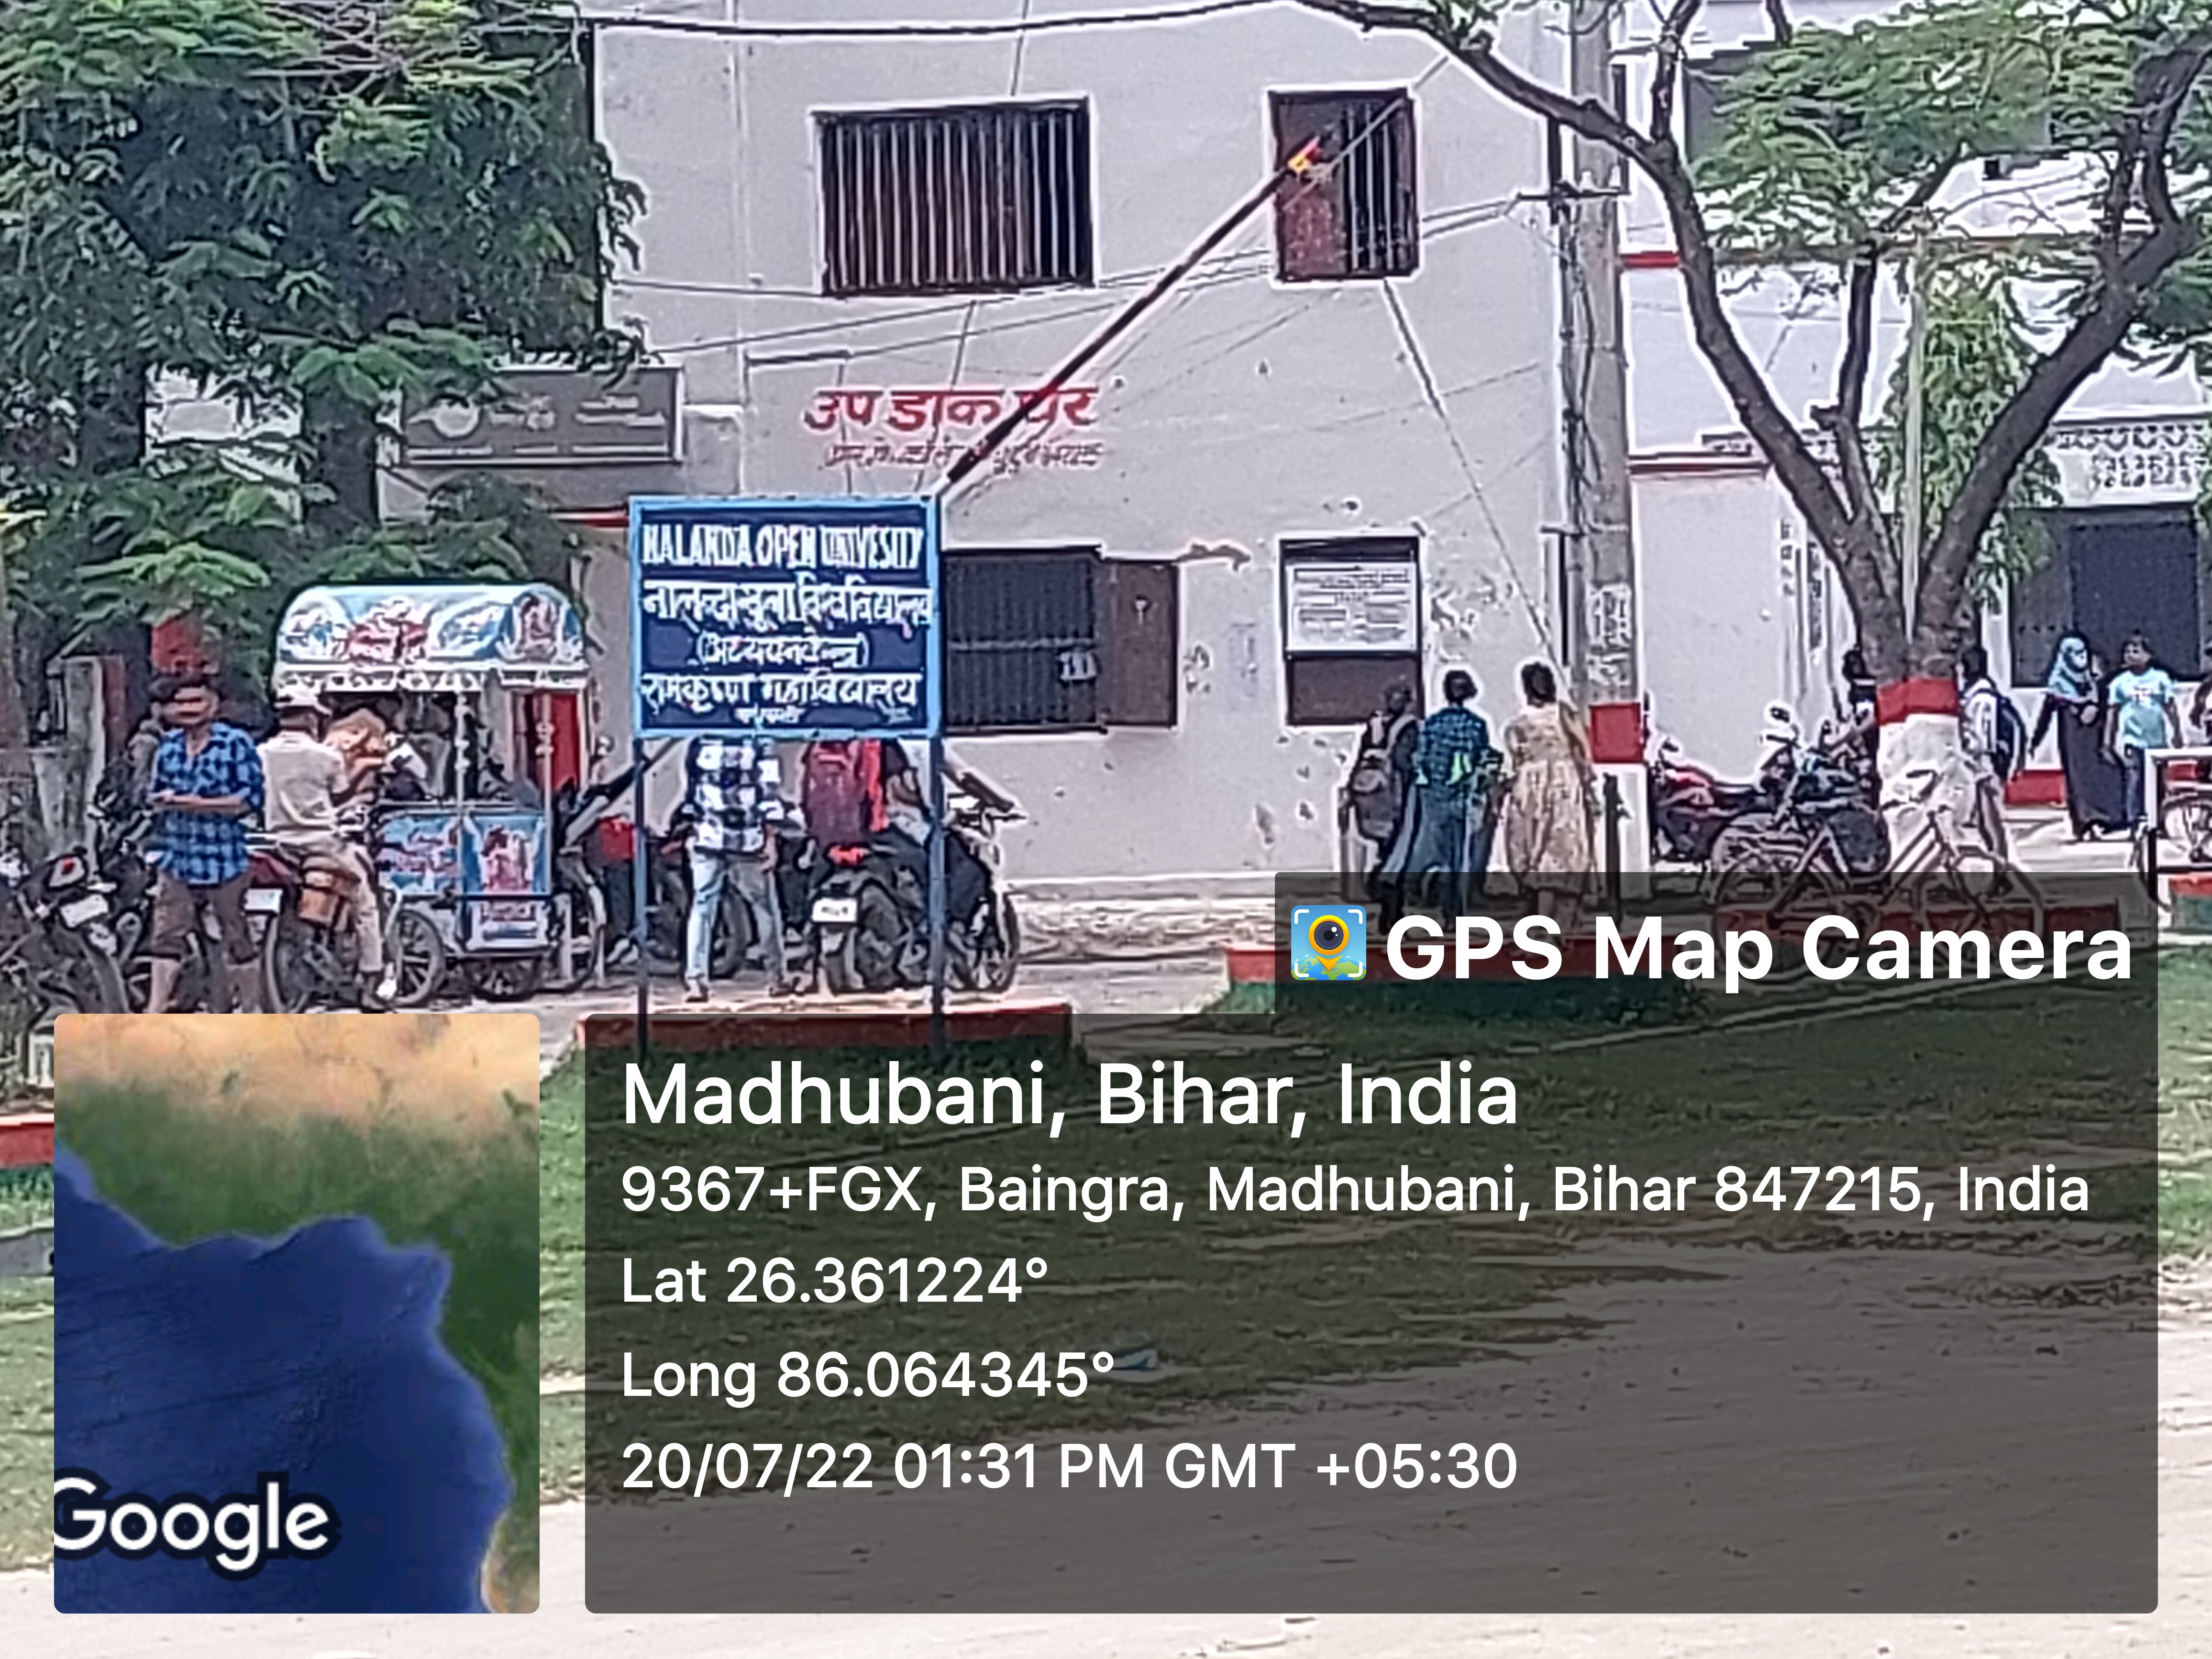 उप डाक घर
NALANDA OPEN UNIVESITY
नालन्दा खुला विश्वविद्यालय
(अध्ययन केन्द्र)
रामकृष्ण महाविद्यालय
GPS Map Camera
Madhubani, Bihar, India
9367+FGX, Baingra, Madhubani, Bihar 847215, India
Lat 26.361224°
Long 86.064345°
20/07/22 01:31 PM GMT +05:30
Google